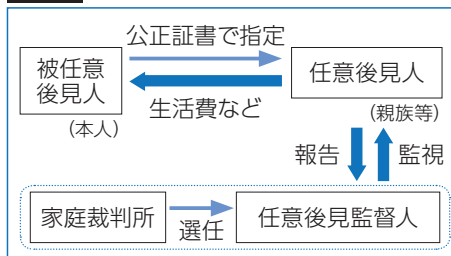 公正証書で指定
被任意
後見人
任意後見人
生活費など
(本人)
(親族等)
報告
監視
家庭裁判所
選任
任意後見監督人